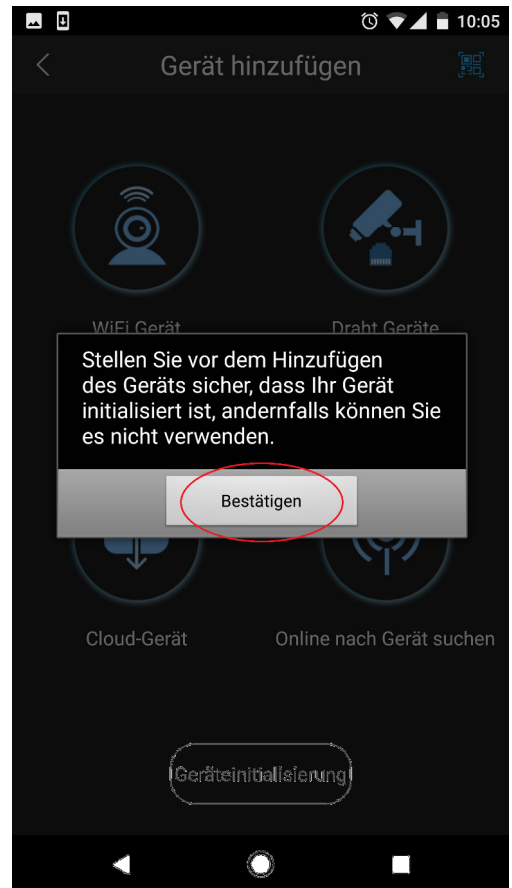 10:05
Gerät hinzufügen
WiFi Gerät
Draht Geräte
Stellen Sie vor dem Hinzufügen
des Geräts sicher, dass Ihr Gerät
initialisiert ist, andernfalls können Sie
es nicht verwenden.
Bestätigen
Cloud-Gerät
Online nach Gerät suchen
Geräteinitialisierung